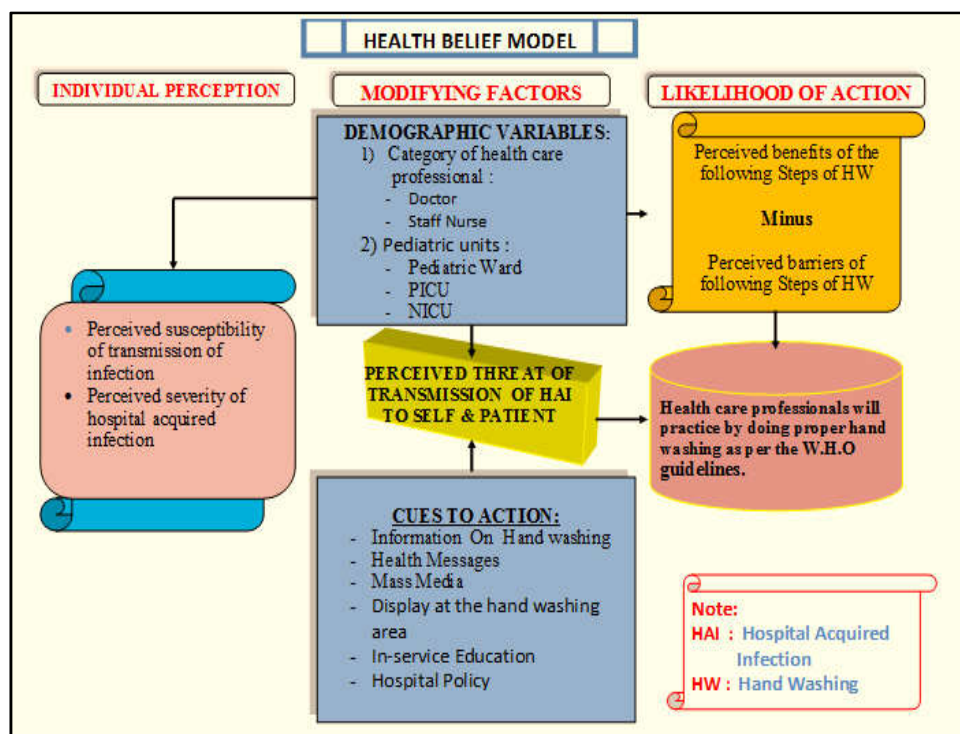 HEALTH BELIEF MODEL
INDIVIDUAL PERCEPTION
MODIFYING FACTORS
LIKELIHOOD OF ACTION
• Perceived susceptibility
of transmission of
infection
• Perceived severity of
hospital acquired
infection
DEMOGRAPHIC VARIABLES:
1) Category of health care
professional :
- Doctor
- Staff Nurse
2) Pediatric units :
- Pediatric Ward
- PICU
- NICU
PERCEIVED THREAT OF
TRANSMISSION OF HAI
TO SELF & PATIENT
CUES TO ACTION:
- Information On Hand washing
- Health Messages
- Mass Media
- Display at the hand washing
area
- In-service Education
- Hospital Policy
Perceived benefits of the
following Steps of HW
Minus
Perceived barriers of
following Steps of HW
Health care professionals will
practice by doing proper hand
washing as per the W.H.O
guidelines.
Note:
HAI : Hospital Acquired
Infection
HW : Hand Washing